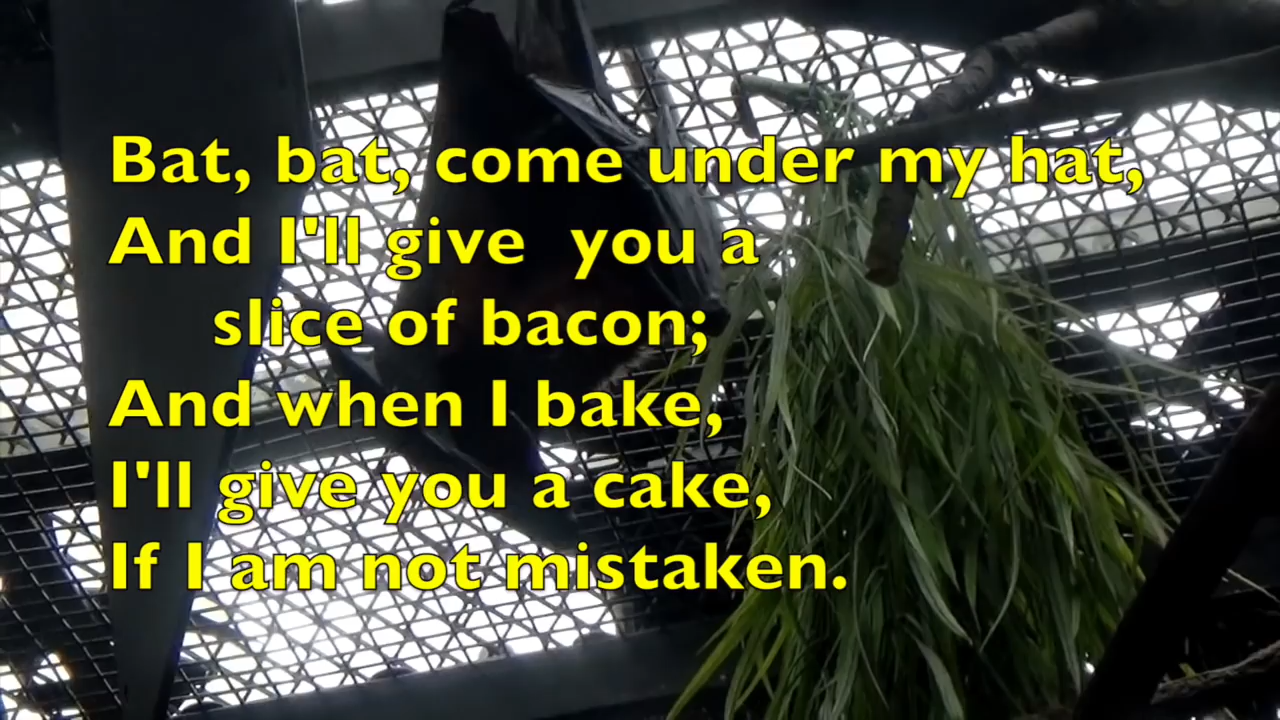 Bat, bat, come under my hat,
And I'll give  you a
slice of bacon;
And when I bake,
I'll give you a cake,
If I am not mistaken.